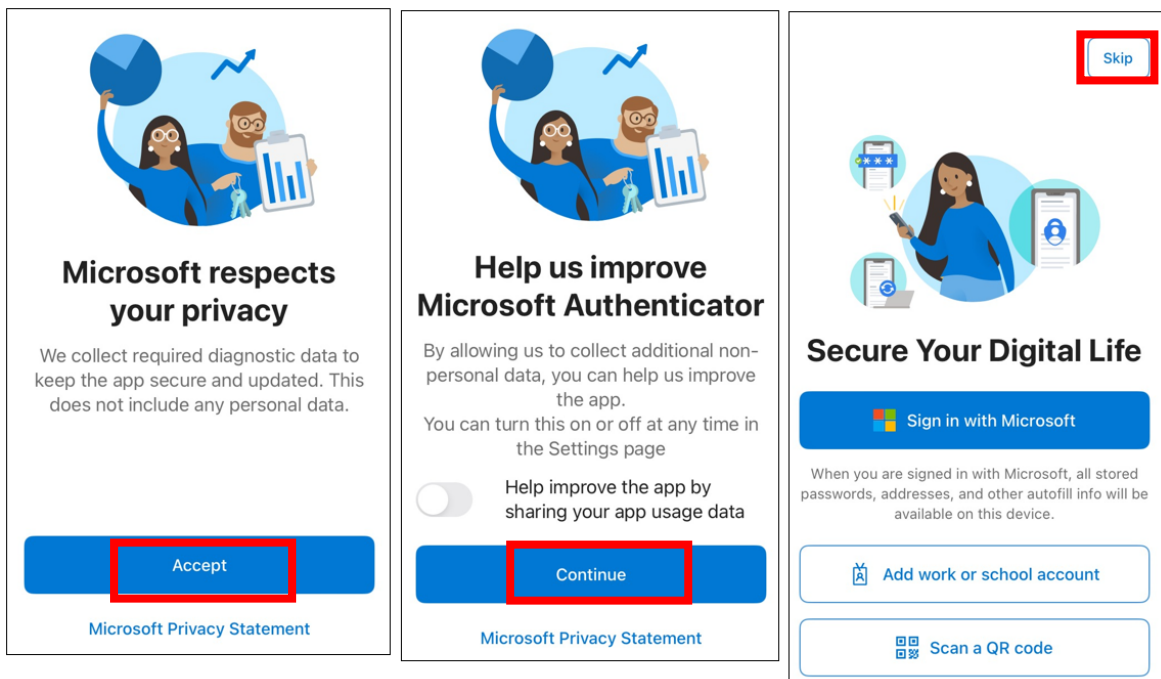 Microsoft respects
your privacy
We collect required diagnostic data to
keep the app secure and updated. This
does not include any personal data.
Accept
Microsoft Privacy Statement
Help us improve
Microsoft Authenticator
By allowing us to collect additional non-
personal data, you can help us improve
the app.
You can turn this on or off at any time in
the Settings page
Help improve the app by
sharing your app usage data
Continue
Microsoft Privacy Statement
Skip
Secure Your Digital Life
Sign in with Microsoft
When you are signed in with Microsoft, all stored
passwords, addresses, and other autofill info will be
available on this device.
Add work or school account
Scan a QR code